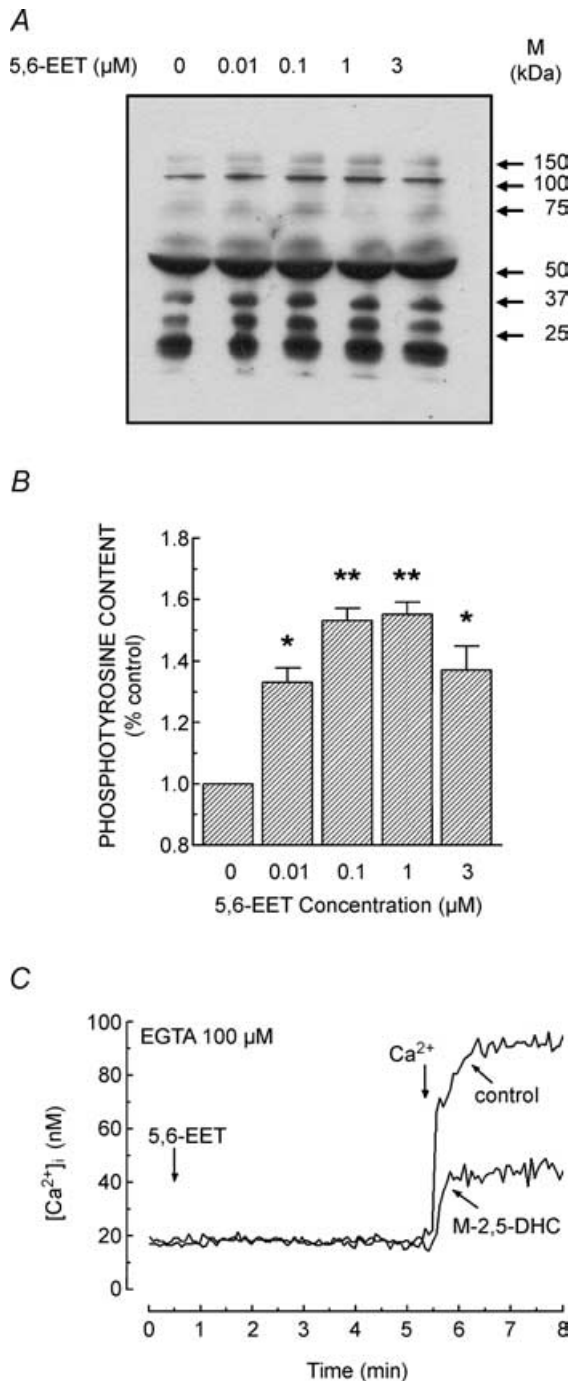 A
5,6-EET (µM) 0 0.01 0.1 1 3
M
(kDa)
150
100
75
50
37
25
B
PHOSPHOTYROSINE CONTENT
(% control)
1.8
1.6
1.4
1.0
0.8
*
**
**
*
0 0.01 0.1 1 3
5,6-EET Concentration (µM)
C
[Ca²⁺]i (nM)
100
80
60
40
20
0
EGTA 100 µM
5,6-EET
Ca²⁺
control
M-2,5-DHC
0 1 2 3 4 5 6 7 8
Time (min)